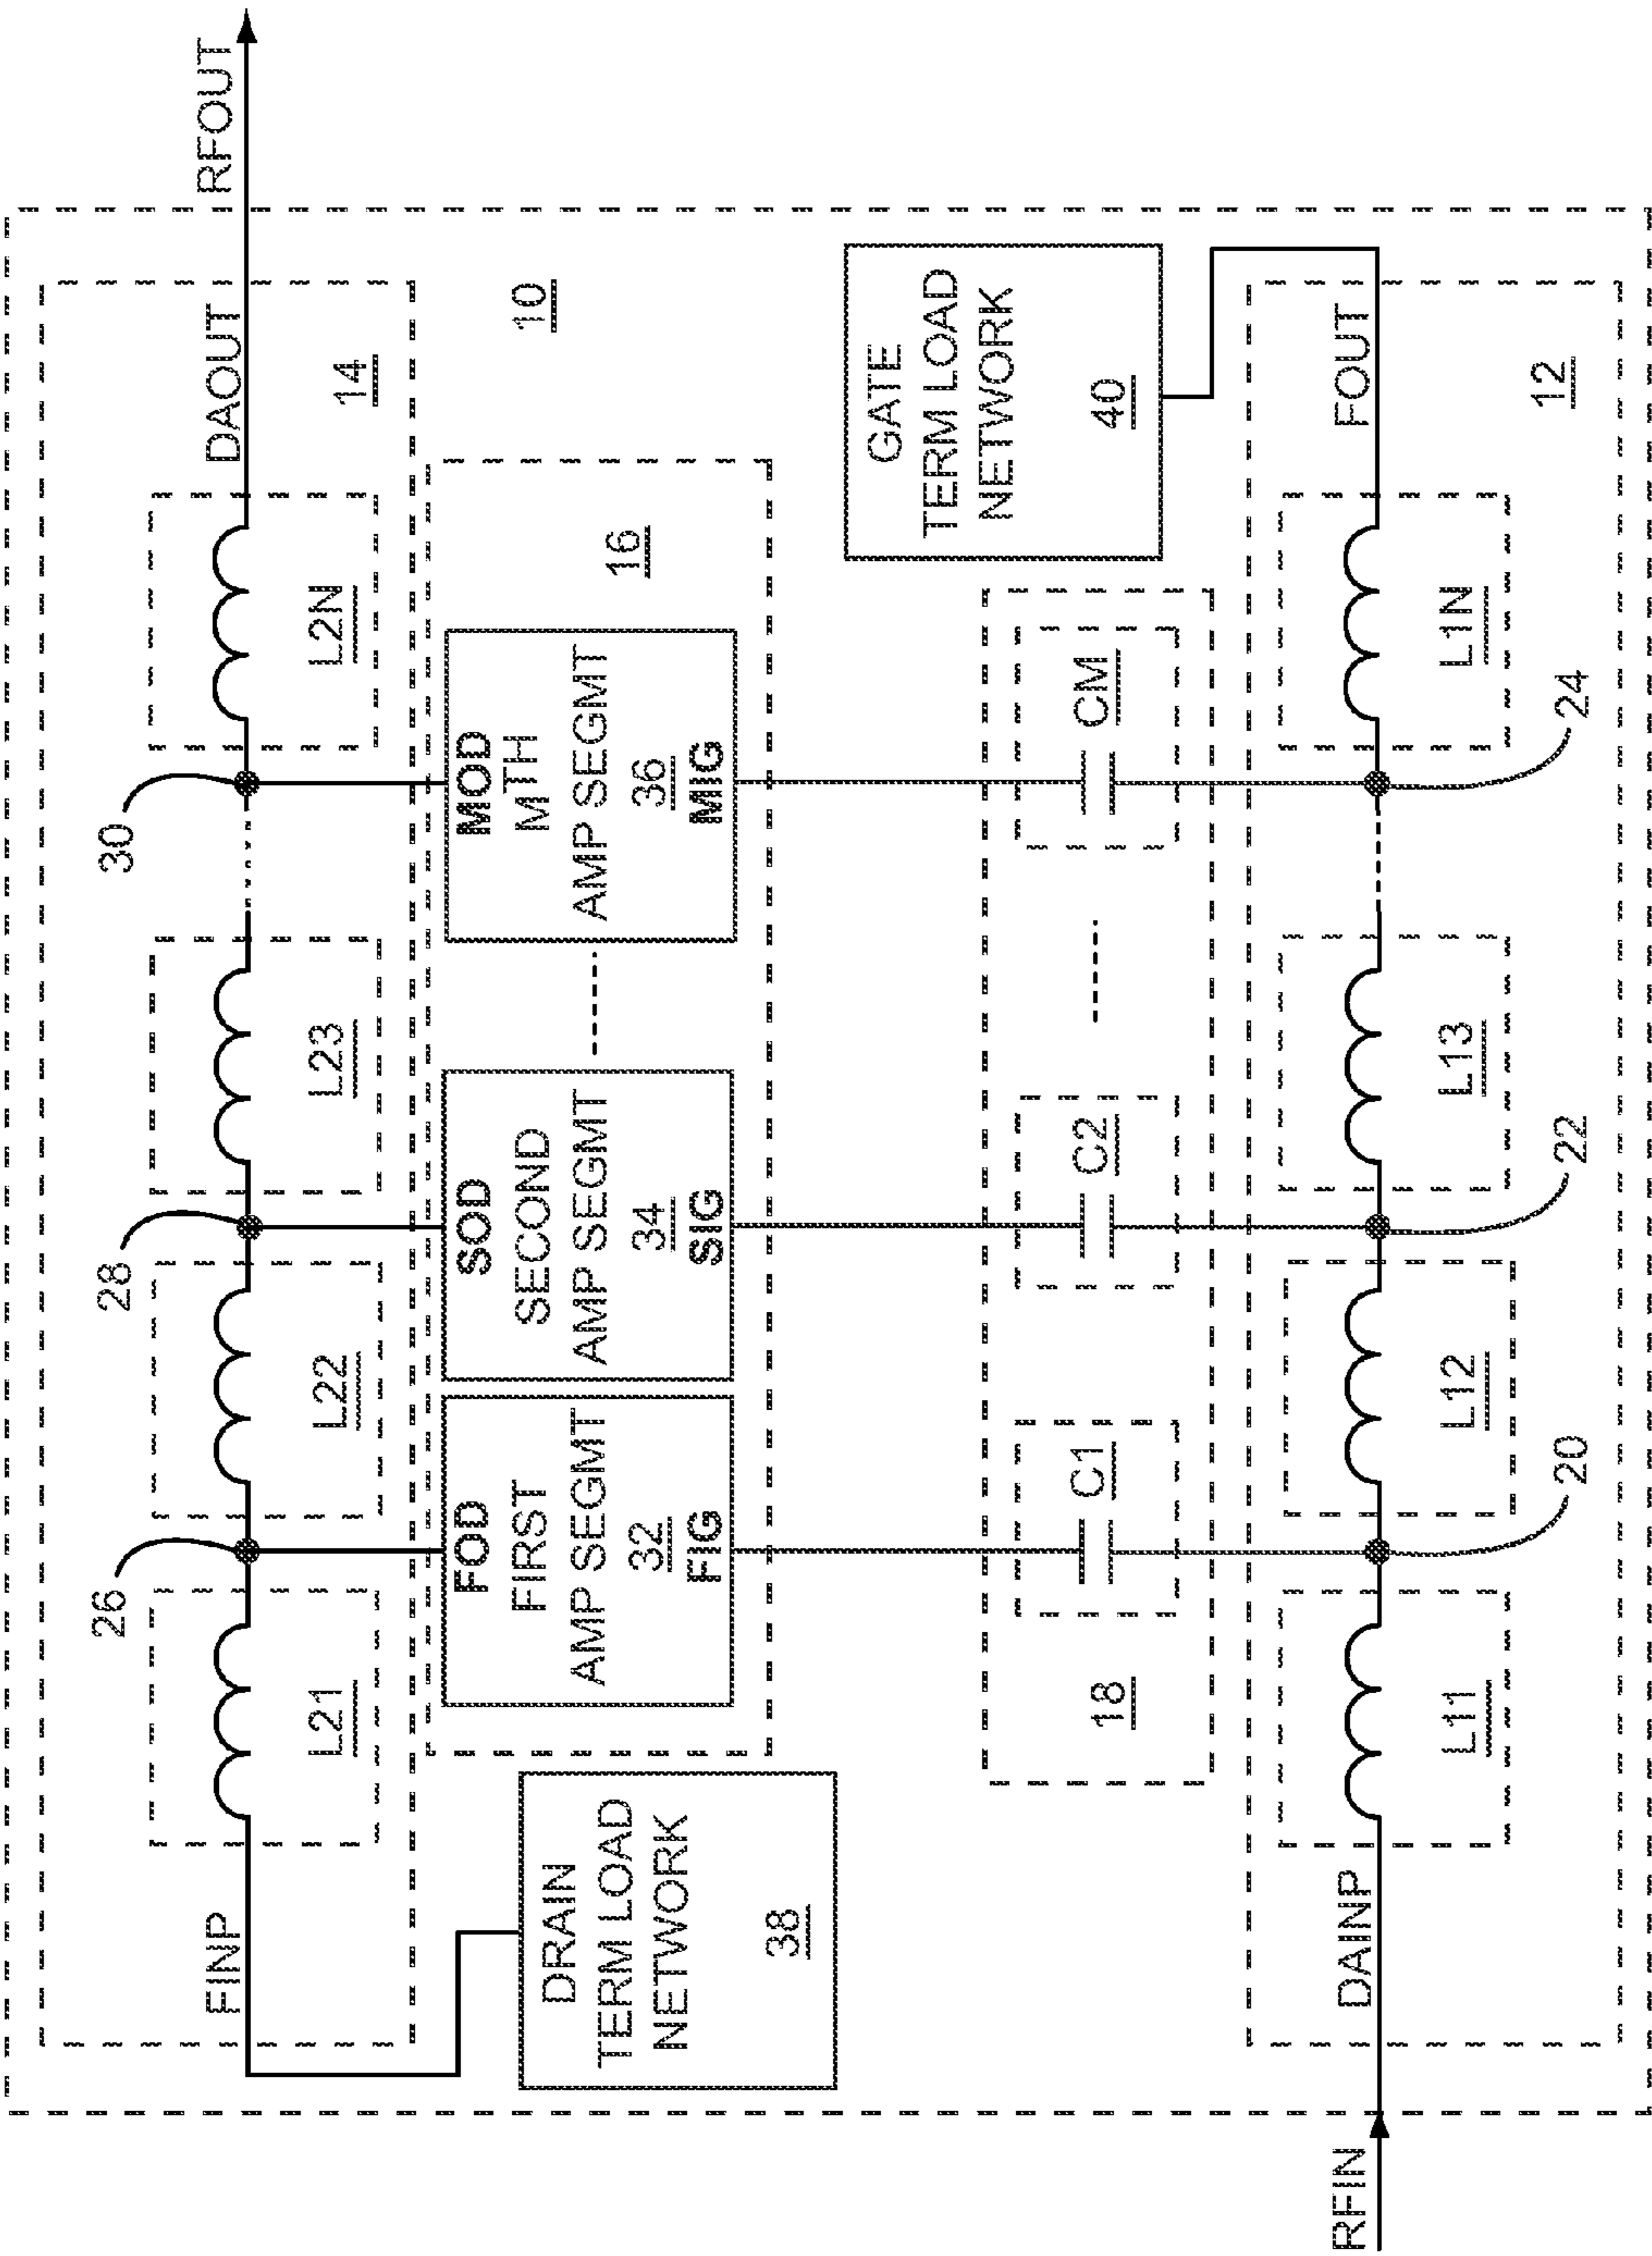 RFOUT
FINP
DAOUT
L21
26
L22
28
L23
30
L2N
14
10
DRAIN
TERM LOAD
NETWORK
38
FOD
FIRST
AMP SEGMT
32
FIG
SOD
SECOND
AMP SEGMT
34
SIG
MOD
MTH
AMP SEGMT
36
MIG
16
GATE
TERM LOAD
NETWORK
40
18
C1
C2
CM
RFIN
DAINP
FOUT
L11
20
L12
22
L13
24
L1N
12